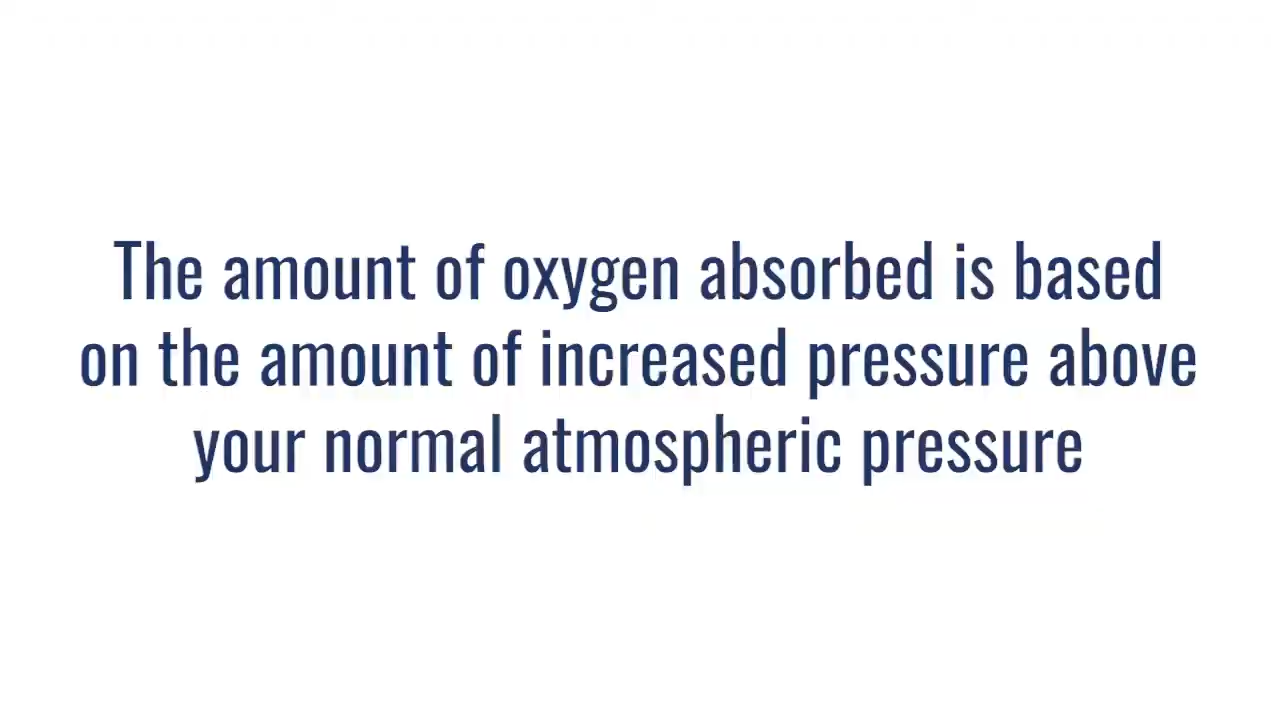 The amount of oxygen absorbed is based
on the amount of increased pressure above
your normal atmospheric pressure